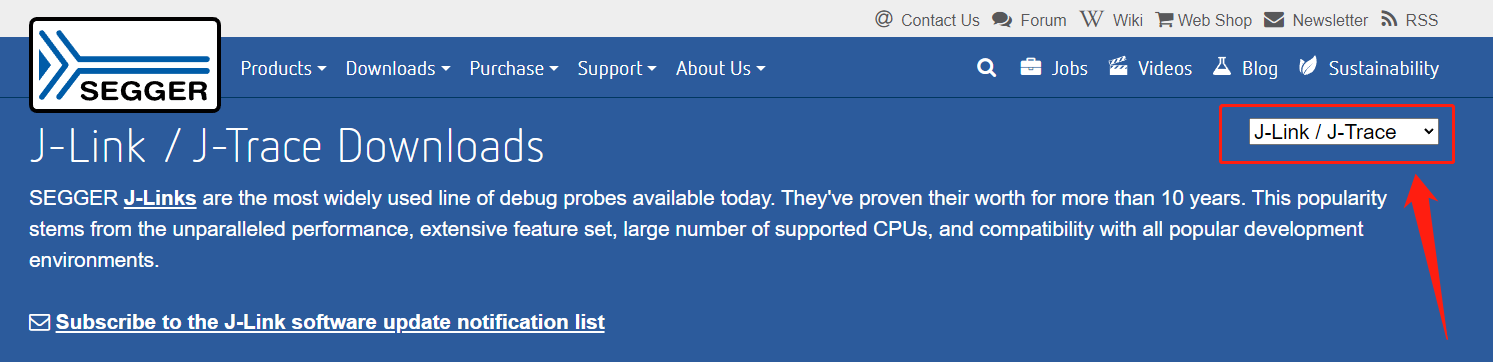 Contact Us Forum Wiki Web Shop Newsletter RSS
SEGGER
Products Downloads Purchase Support About Us Jobs Videos Blog Sustainability
J-Link / J-Trace Downloads
J-Link / J-Trace
SEGGER J-Links are the most widely used line of debug probes available today. They've proven their worth for more than 10 years. This popularity
stems from the unparalleled performance, extensive feature set, large number of supported CPUs, and compatibility with all popular development
environments.
Subscribe to the J-Link software update notification list